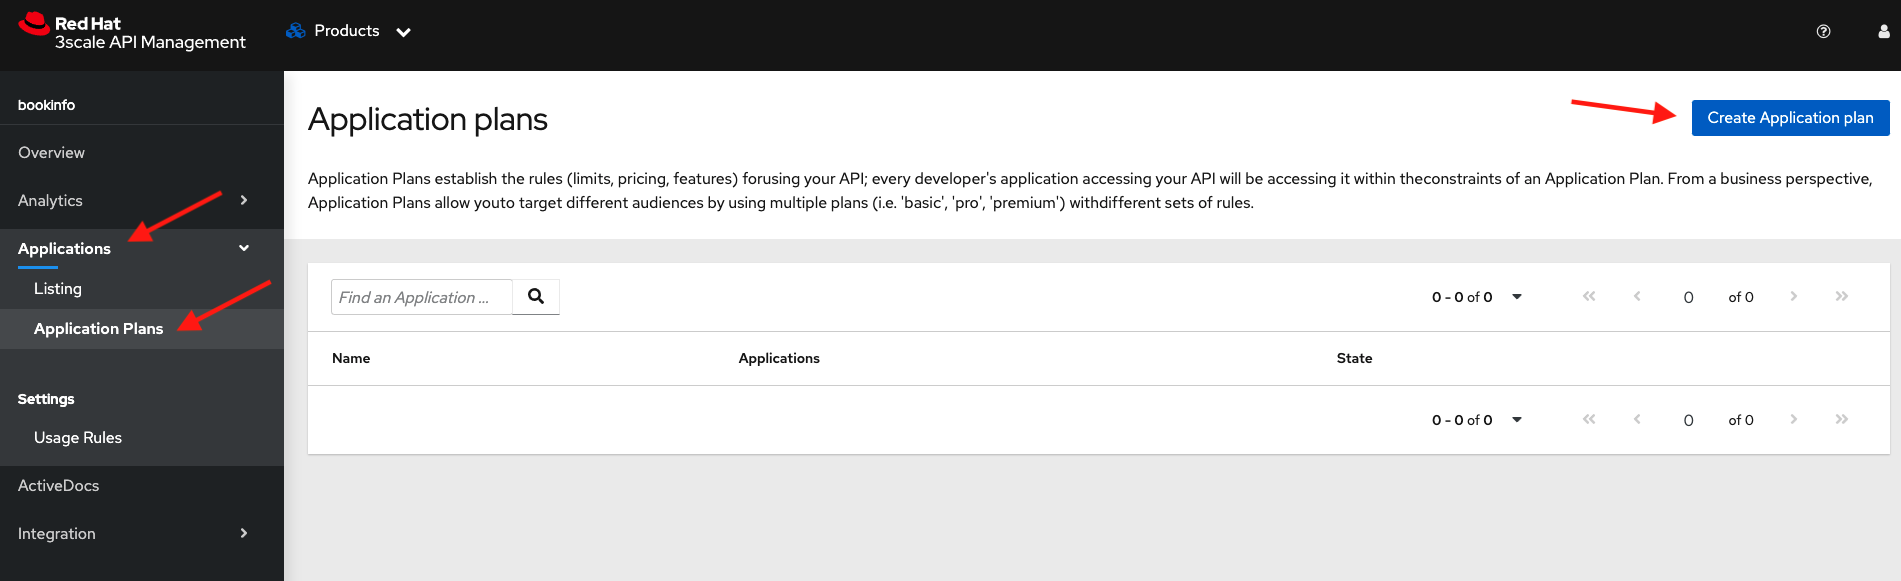 Red Hat
3scale API Management
Products
bookinfo
Overview
Analytics
Applications
Listing
Application Plans
Settings
Usage Rules
ActiveDocs
Integration
Application plans
Create Application plan
Application Plans establish the rules (limits, pricing, features) forusing your API; every developer's application accessing your API will be accessing it within theconstraints of an Application Plan. From a business perspective,
Application Plans allow youto target different audiences by using multiple plans (i.e. 'basic', 'pro', 'premium') withdifferent sets of rules.
Find an Application ...
0 - 0 of 0
0 of 0
Name Applications State
0 - 0 of 0
0 of 0